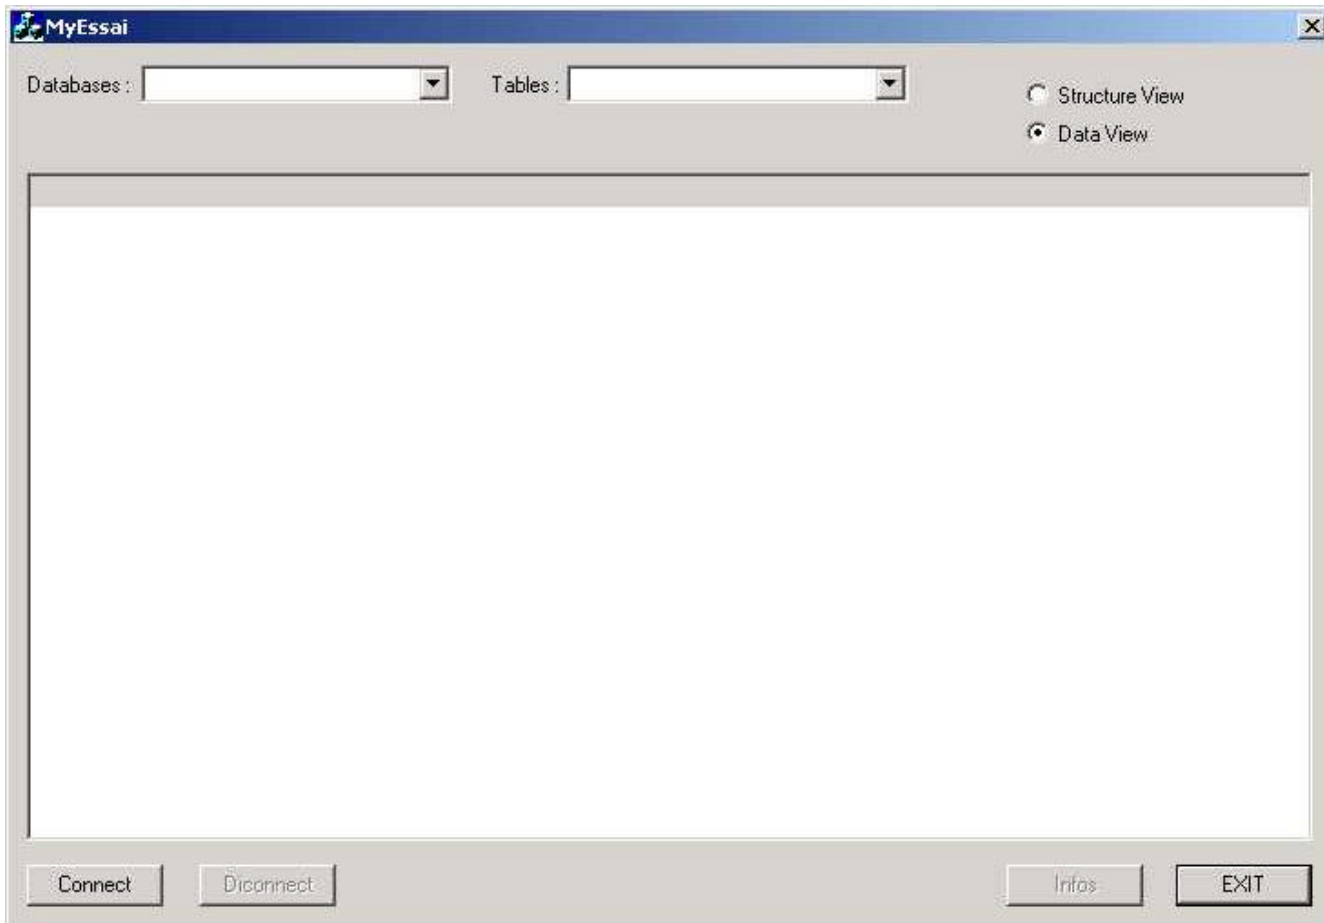 MyEssai
Databases : Tables :
Structure View
Data View
Connect Diconnect Infos EXIT